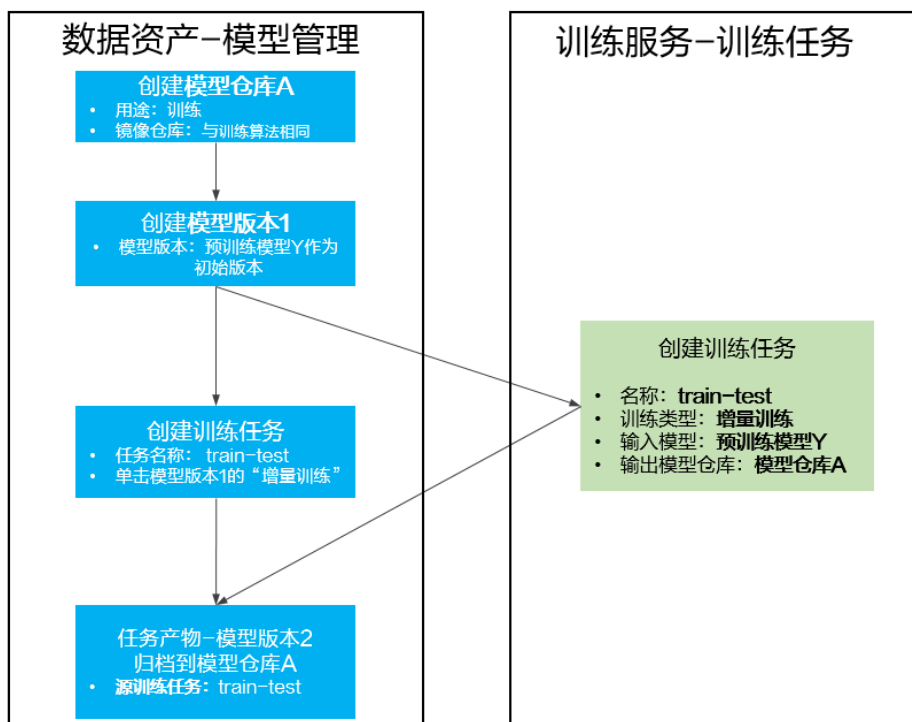 数据资产-模型管理
创建模型仓库A
• 用途：训练
• 镜像仓库：与训练算法相同
创建模型版本1
• 模型版本：预训练模型Y作为
初始版本
创建训练任务
• 任务名称： train-test
• 单击模型版本1的“增量训练”
任务产物-模型版本2
归档到模型仓库A
• 源训练任务：train-test
训练服务-训练任务
创建训练任务
• 名称：train-test
• 训练类型：增量训练
• 输入模型：预训练模型Y
• 输出模型仓库：模型仓库A